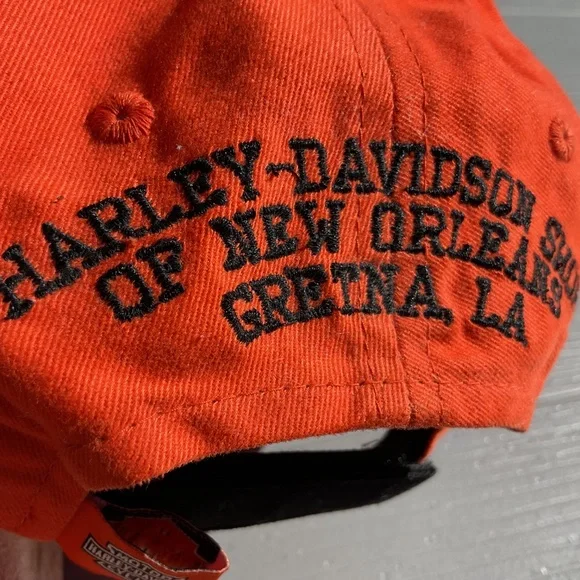 HARLEY-DAVIDSON
OF NEW ORLEANS
GRETNA, LA